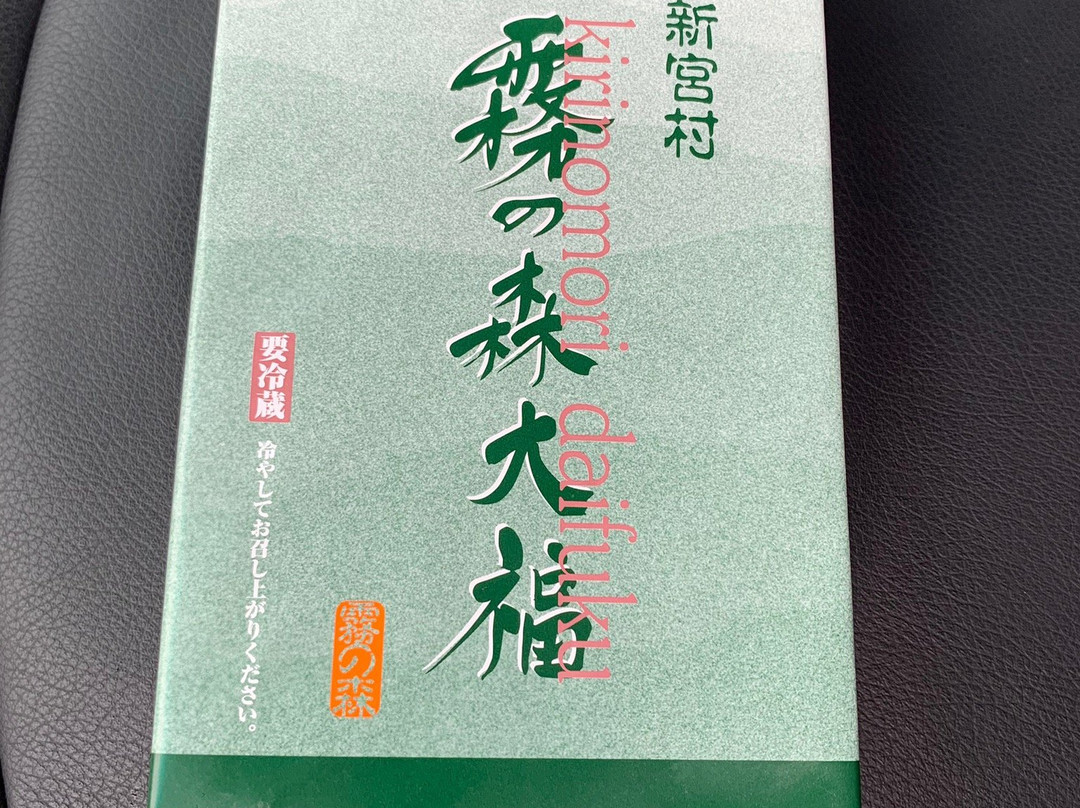 新宮村
kirinomori daifuku
霧の森大福
要冷蔵
冷やしてお召し上がりください。
霧の森